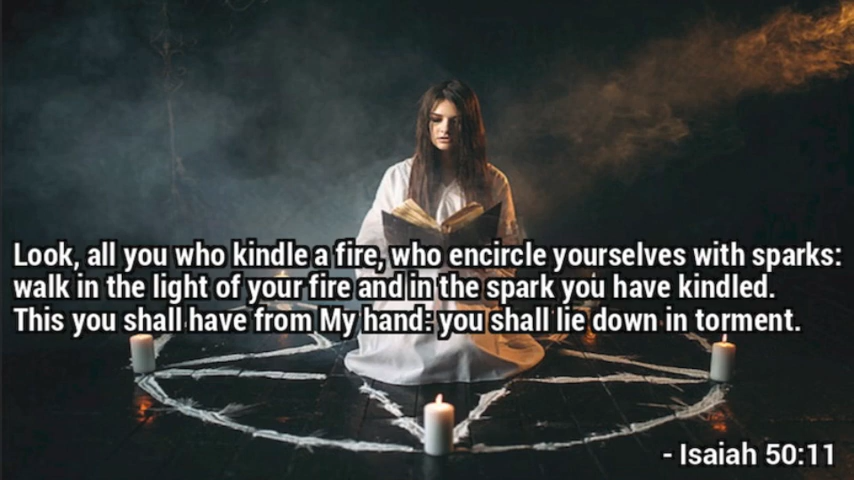 Look, all you who kindle a fire, who encircle yourselves with sparks:
walk in the light of your fire and in the spark you have kindled.
This you shall have from My hand: you shall lie down in torment.
- Isaiah 50:11